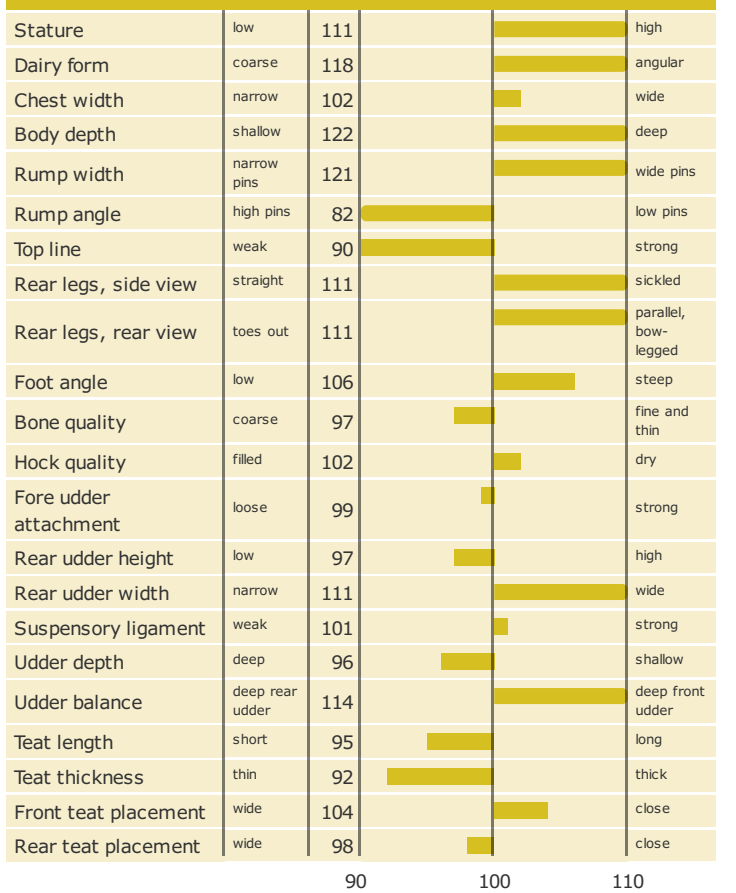 Stature low 111 high
Dairy form coarse 118 angular
Chest width narrow 102 wide
Body depth shallow 122 deep
Rump width narrow pins 121 wide pins
Rump angle high pins 82 low pins
Top line weak 90 strong
Rear legs, side view straight 111 sickled
Rear legs, rear view toes out 111 parallel, bow-legged
Foot angle low 106 steep
Bone quality coarse 97 fine and thin
Hock quality filled 102 dry
Fore udder attachment loose 99 strong
Rear udder height low 97 high
Rear udder width narrow 111 wide
Suspensory ligament weak 101 strong
Udder depth deep 96 shallow
Udder balance deep rear udder 114 deep front udder
Teat length short 95 long
Teat thickness thin 92 thick
Front teat placement wide 104 close
Rear teat placement wide 98 close
90 100 110